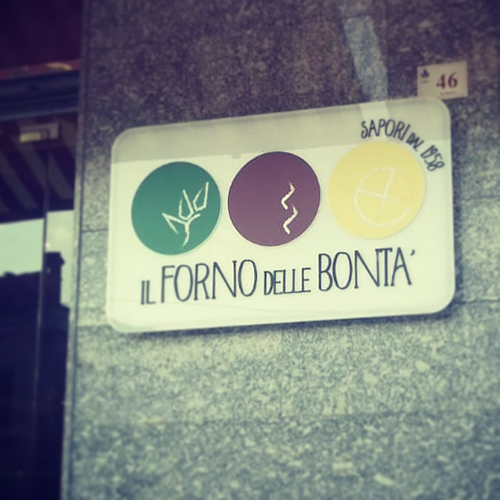 46
SAPORI DAL 1958
IL FORNO DELLE BONTA'